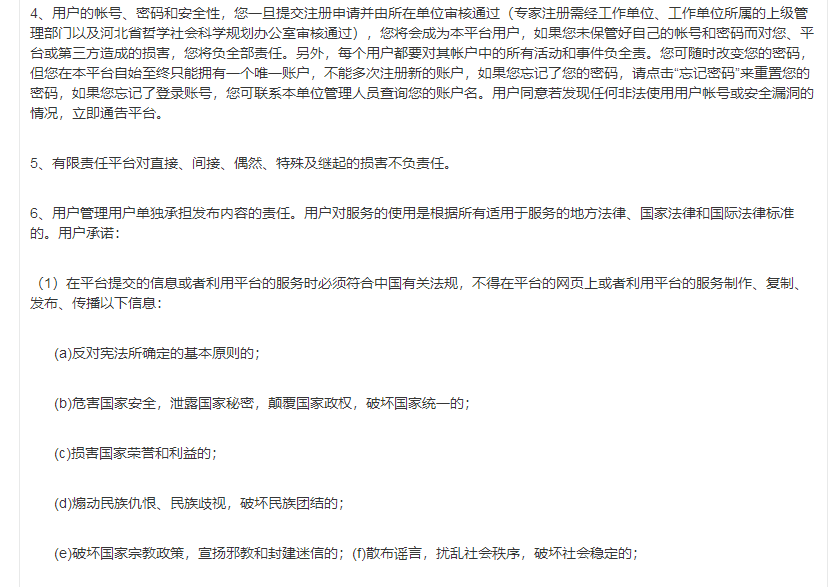 4、用户的帐号、密码和安全性，您一旦提交注册申请并由所在单位审核通过（专家注册需经工作单位、工作单位所属的上级管
理部门以及河北省哲学社会科学规划办公室审核通过），您将会成为本平台用户，如果您未保管好自己的帐号和密码而对您、平
台或第三方造成的损害，您将负全部责任。另外，每个用户都要对其帐户中的所有活动和事件负全责。您可随时改变您的密码，
但您在本平台自始至终只能拥有一个唯一账户，不能多次注册新的账户，如果您忘记了您的密码，请点击“忘记密码”来重置您的
密码，如果您忘记了登录账号，您可联系本单位管理人员查询您的账户名。用户同意若发现任何非法使用用户帐号或安全漏洞的
情况，立即通告平台。
5、有限责任平台对直接、间接、偶然、特殊及继起的损害不负责任。
6、用户管理用户单独承担发布内容的责任。用户对服务的使用是根据所有适用于服务的地方法律、国家法律和国际法律标准
的。用户承诺：
（1）在平台提交的信息或者利用平台的服务时必须符合中国有关法规，不得在平台的网页上或者利用平台的服务制作、复制、
发布、传播以下信息：
(a)反对宪法所确定的基本原则的；
(b)危害国家安全，泄露国家秘密，颠覆国家政权，破坏国家统一的；
(c)损害国家荣誉和利益的；
(d)煽动民族仇恨、民族歧视，破坏民族团结的；
(e)破坏国家宗教政策，宣扬邪教和封建迷信的；(f)散布谣言，扰乱社会秩序，破坏社会稳定的；